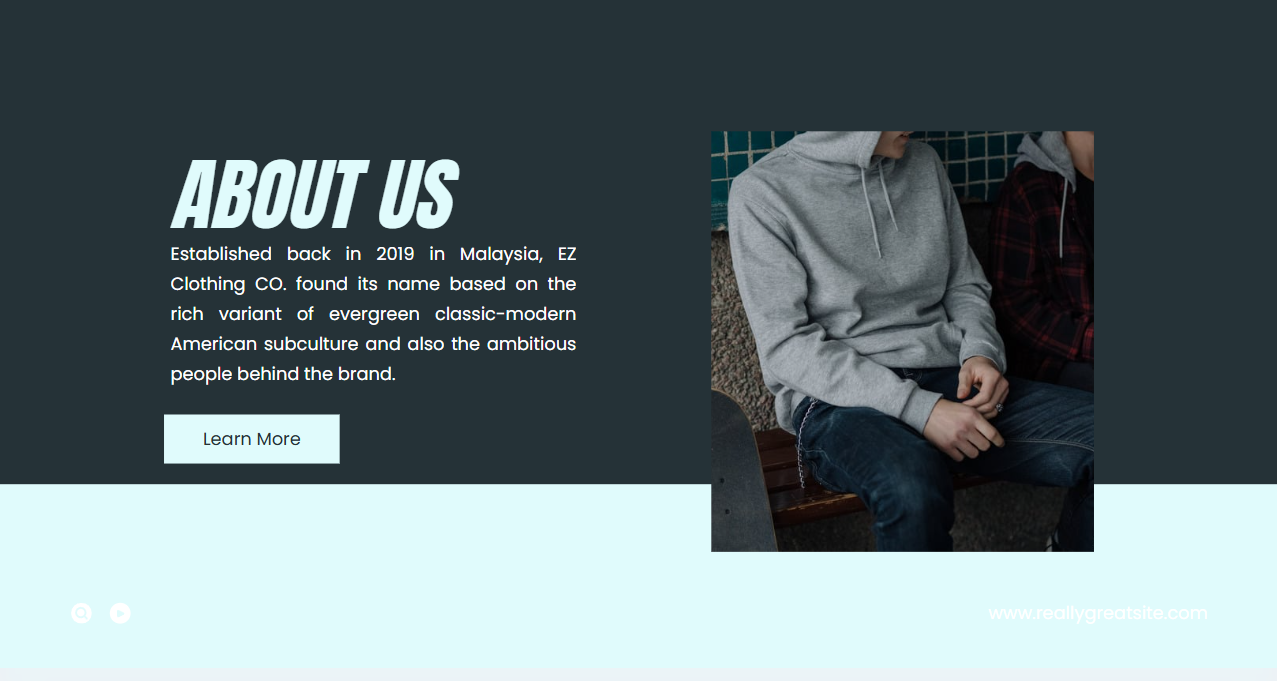 ABOUT US
Established back in 2019 in Malaysia, EZ
Clothing CO. found its name based on the
rich variant of evergreen classic-modern
American subculture and also the ambitious
people behind the brand.
Learn More
www.reallygreatsite.com